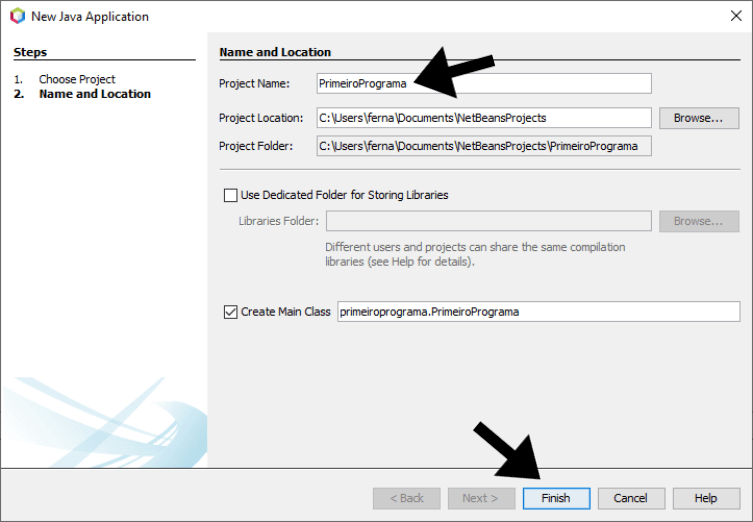 New Java Application
Steps
1. Choose Project
2. Name and Location
Name and Location
Project Name: PrimeiroPrograma
Project Location: C:\Users\ferna\Documents\NetBeansProjects Browse...
Project Folder: C:\Users\ferna\Documents\NetBeansProjects\PrimeiroPrograma
Use Dedicated Folder for Storing Libraries
Libraries Folder: Browse...
Different users and projects can share the same compilation
libraries (see Help for details).
Create Main Class primeiroprograma.PrimeiroPrograma
< Back Next > Finish Cancel Help